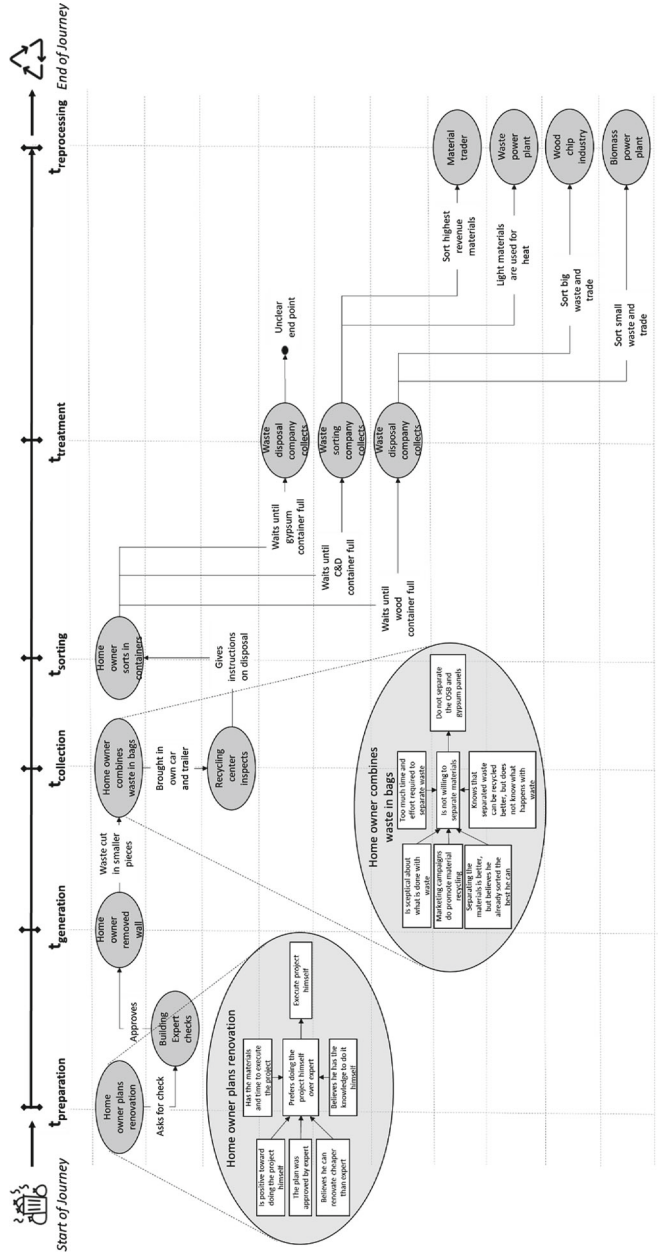 Start of Journey
End of Journey
t preparation
t generation
t collection
t sorting
t treatment
t reprocessing
Home
owner plans
renovation
Asks for check
Building
Expert
checks
Approves
Home
owner
removed
wall
Waste cut
in smaller
pieces
Home owner
combines
waste in bags
Brought in
own car
and trailer
Recycling
center
Inspects
Gives
instructions
on disposal
Home
owner
sorts in
containers
Waits until
gypsum
container full
Waits until
C&D
container full
Waits until
wood
container full
Waste
disposal
company
collects
Waste
sorting
company
collects
Waste
disposal
company
collects
Unclear
end point
Sort highest
revenue
materials
Light materials
are used for
heat
Sort big
waste and
trade
Sort small
waste and
trade
Material
trader
Waste
power
plant
Wood
chip
industry
Biomass
power
plant
Home owner plans renovation
Is positive toward
doing the project
himself
The plan was
approved by expert
Believes he can
renovate cheaper
than expert
Has the materials
and time to execute
the project
Prefers doing the
project himself
over expert
Believes he has the
knowledge to do it
himself
Execute project
himself
Home owner combines
waste in bags
Is sceptical about
what is done with
waste
Marketing campaigns
do promote material
recycling
Separating the
materials is better,
but believes he
already sorted the
best he can
Too much time and
effort required to
separate waste
Is not willing to
separate materials
Knows that
separated waste
can be recycled
better, but does
not know what
happens with
waste
Do not separate
the OSB and
gypsum panels